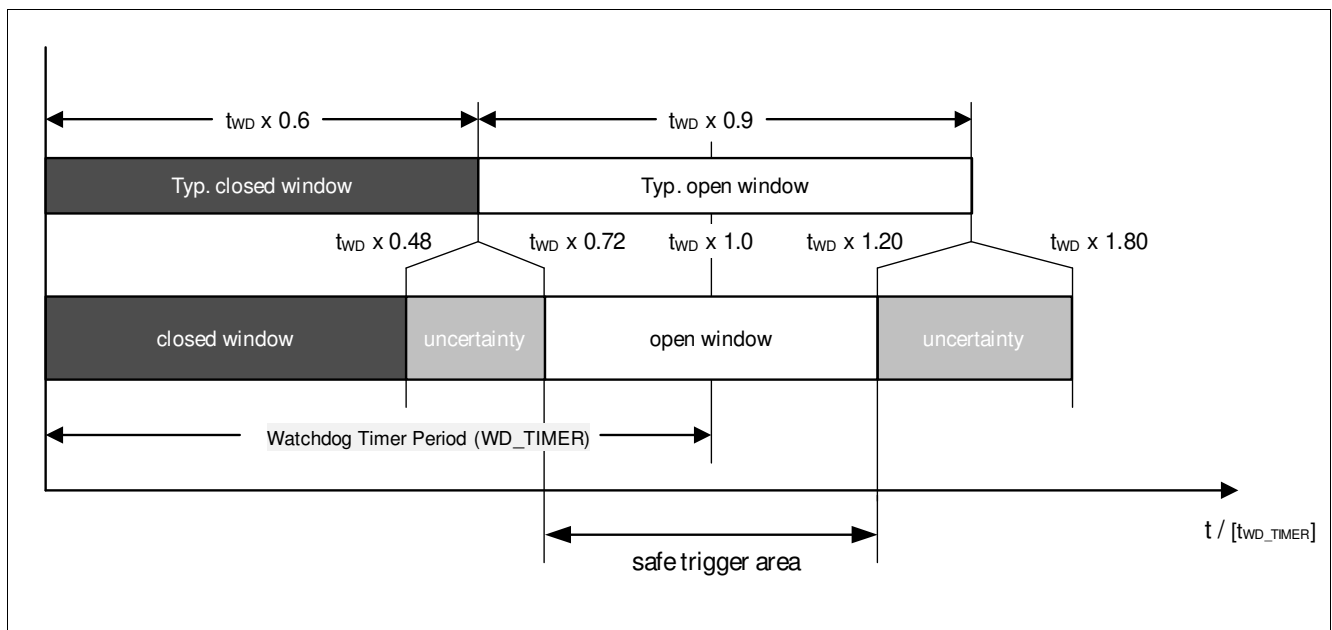 tWD x 0.6
tWD x 0.9
Typ. closed window
Typ. open window
tWD x 0.48
tWD x 0.72
tWD x 1.0
tWD x 1.20
tWD x 1.80
closed window
uncertainty
open window
uncertainty
Watchdog Timer Period (WD_TIMER)
t / [tWD_TIMER]
safe trigger area